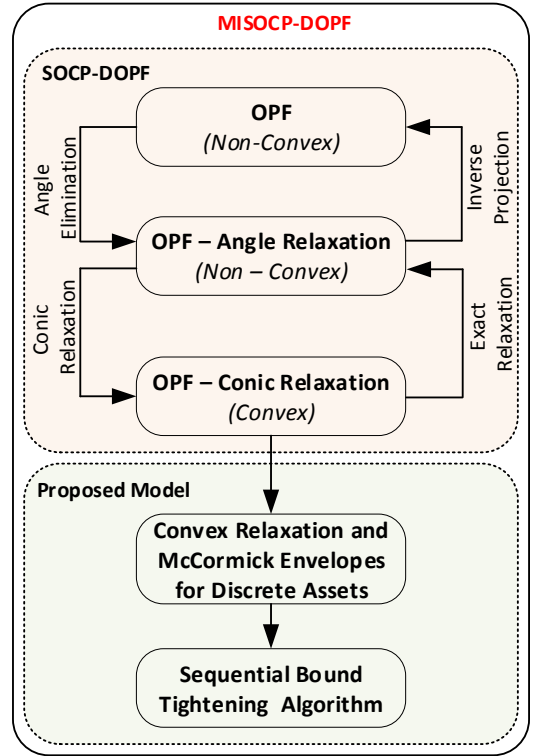 MISOCP-DOPF
SOCP-DOPF
OPF
(Non-Convex)
Angle
Elimination
Inverse
Projection
OPF – Angle Relaxation
(Non – Convex)
Conic
Relaxation
Exact
Relaxation
OPF – Conic Relaxation
(Convex)
Proposed Model
Convex Relaxation and
McCormick Envelopes
for Discrete Assets
Sequential Bound
Tightening Algorithm